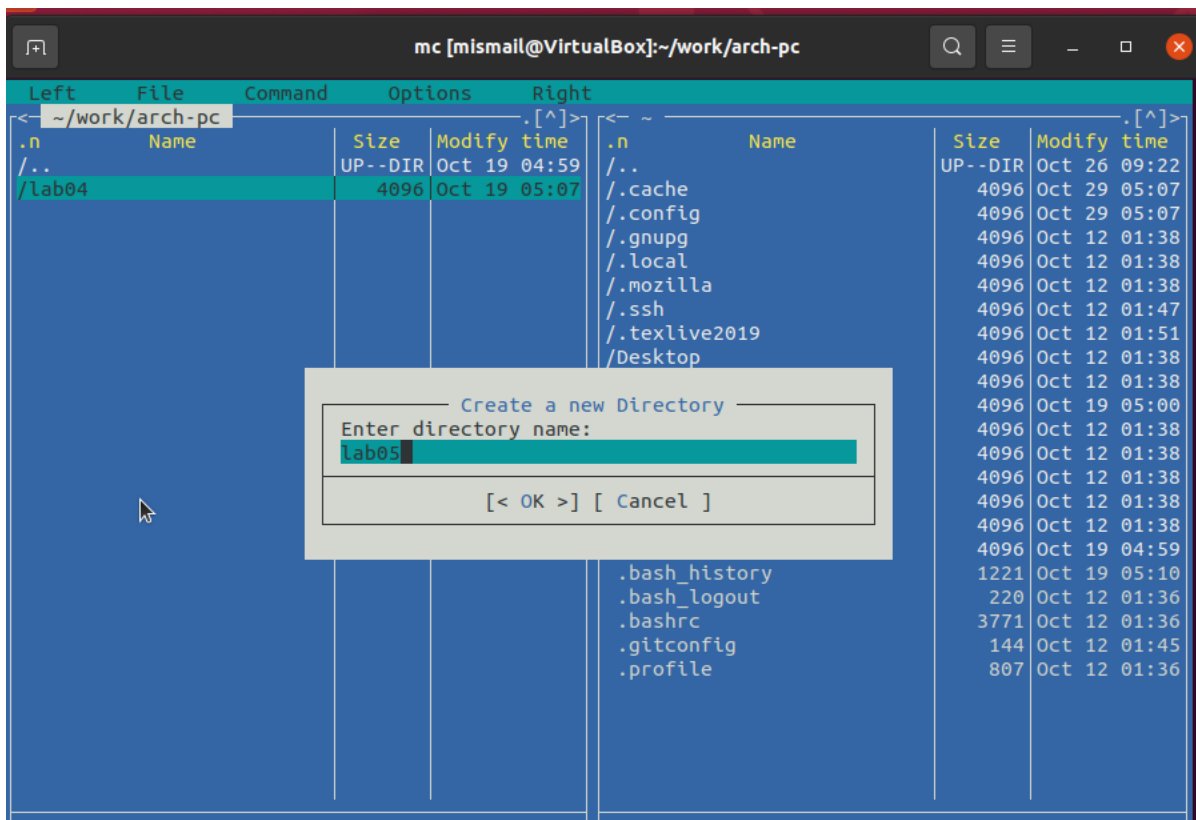 mc [mismail@VirtualBox]:~/work/arch-pc
Left File Command Options Right
<- ~/work/arch-pc .[^]>
.n Name Size Modify time
/.. UP--DIR Oct 19 04:59
/lab04 4096 Oct 19 05:07
<- ~ .[^]>
.n Name Size Modify time
/.. UP--DIR Oct 26 09:22
/.cache 4096 Oct 29 05:07
/.config 4096 Oct 29 05:07
/.gnupg 4096 Oct 12 01:38
/.local 4096 Oct 12 01:38
/.mozilla 4096 Oct 12 01:38
/.ssh 4096 Oct 12 01:47
/.texlive2019 4096 Oct 12 01:51
/Desktop 4096 Oct 12 01:38
4096 Oct 12 01:38
4096 Oct 19 05:00
4096 Oct 12 01:38
4096 Oct 12 01:38
4096 Oct 12 01:38
4096 Oct 12 01:38
4096 Oct 12 01:38
4096 Oct 19 04:59
.bash_history 1221 Oct 19 05:10
.bash_logout 220 Oct 12 01:36
.bashrc 3771 Oct 12 01:36
.gitconfig 144 Oct 12 01:45
.profile 807 Oct 12 01:36
Create a new Directory
Enter directory name:
lab05
[< OK >] [ Cancel ]